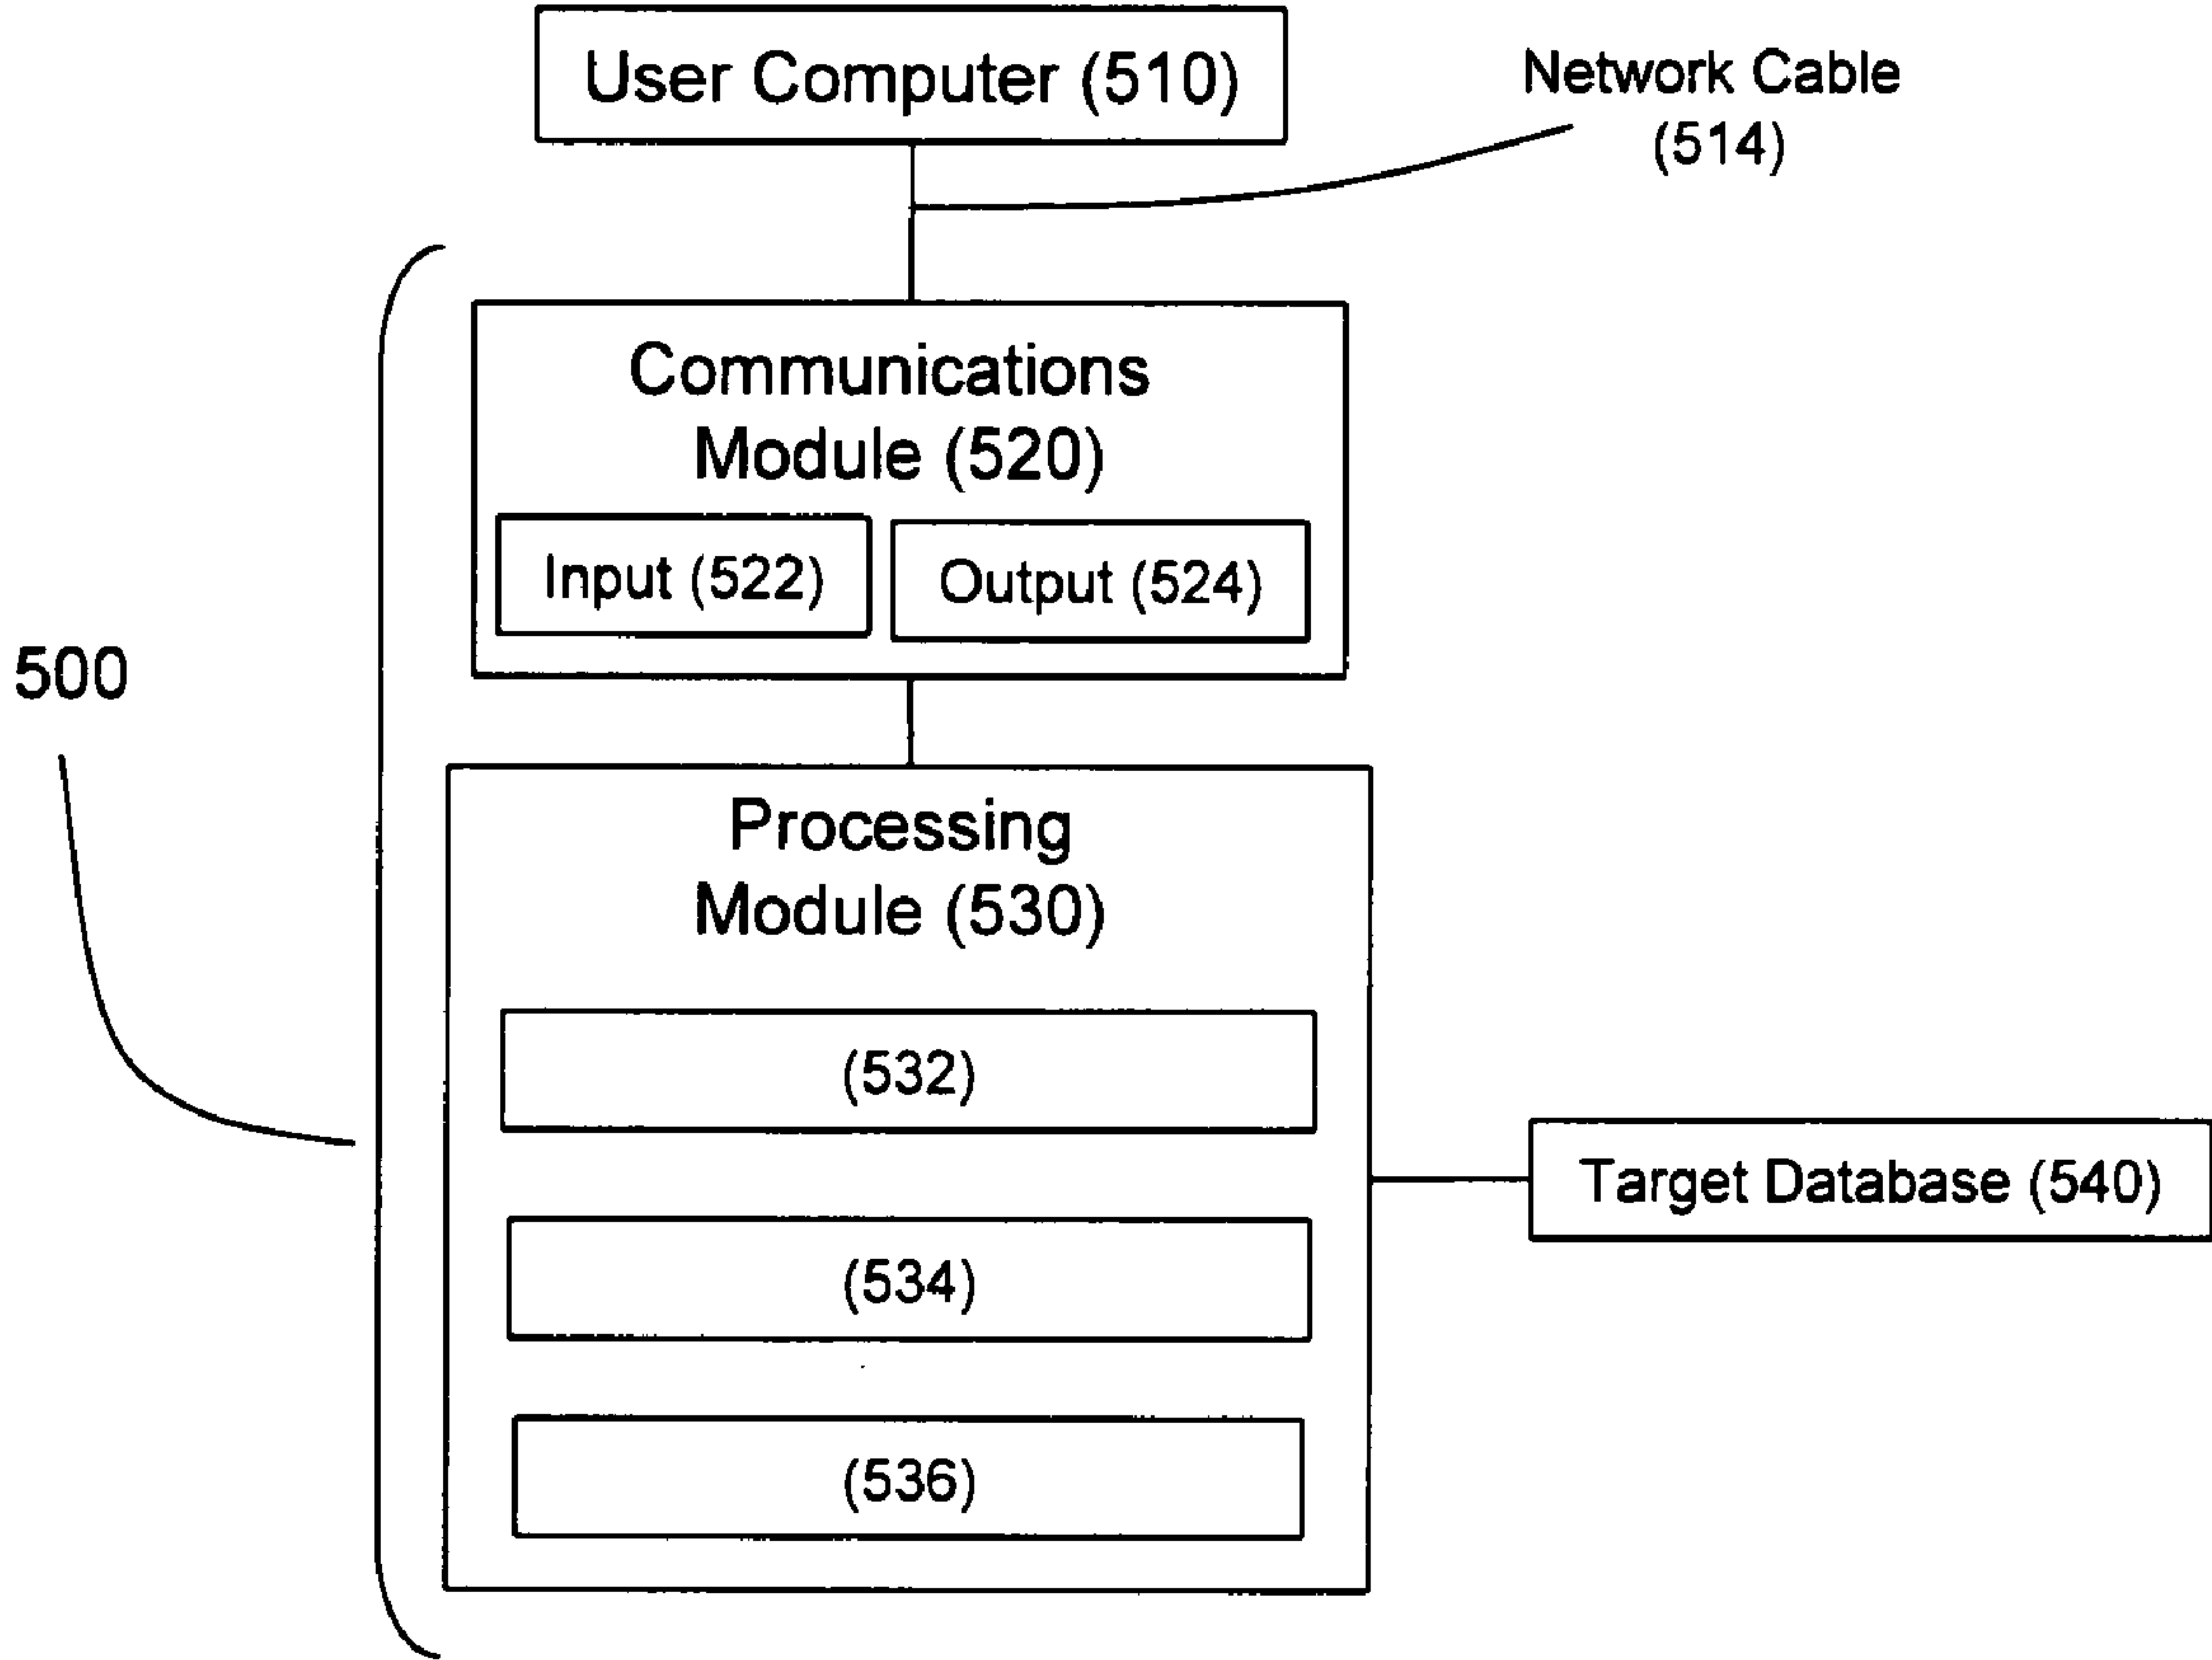 User Computer (510)
Network Cable
(514)
Communications
Module (520)
Input (522)
Output (524)
500
Processing
Module (530)
(532)
(534)
(536)
Target Database (540)